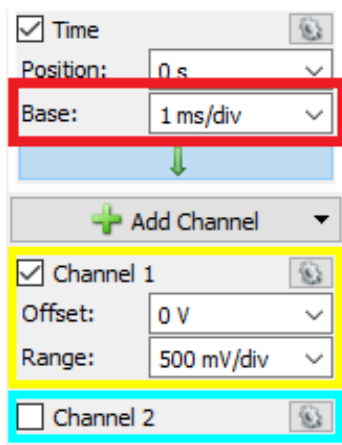 Time
Position: 0 s
Base: 1 ms/div
Add Channel
Channel 1
Offset: 0 V
Range: 500 mV/div
Channel 2